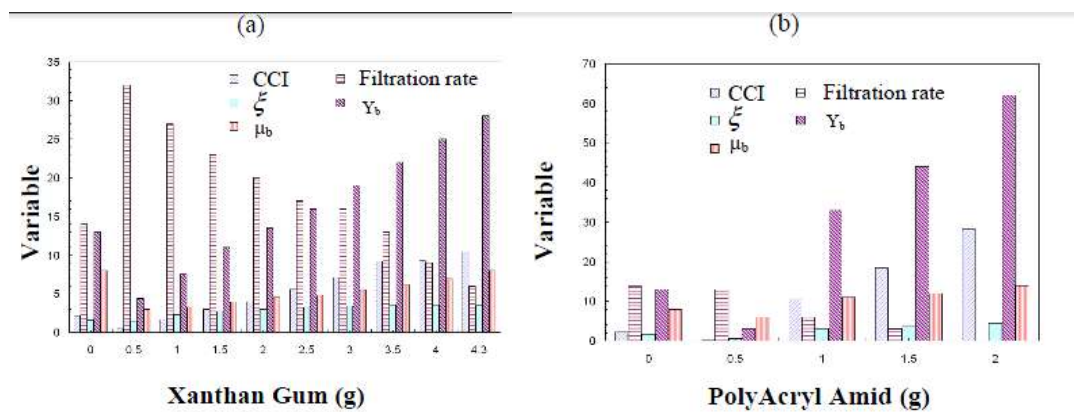 (a)
35
30
25
20
15
10
5
0
Variable
CCI
Filtration rate
ξ
Yb
μb
0 0.5 1 1.5 2 2.5 3 3.5 4 4.3
Xanthan Gum (g)
(b)
70
60
50
40
30
20
10
0
Variable
CCI
Filtration rate
ξ
Yb
μb
0 0.5 1 1.5 2
PolyAcryl Amid (g)